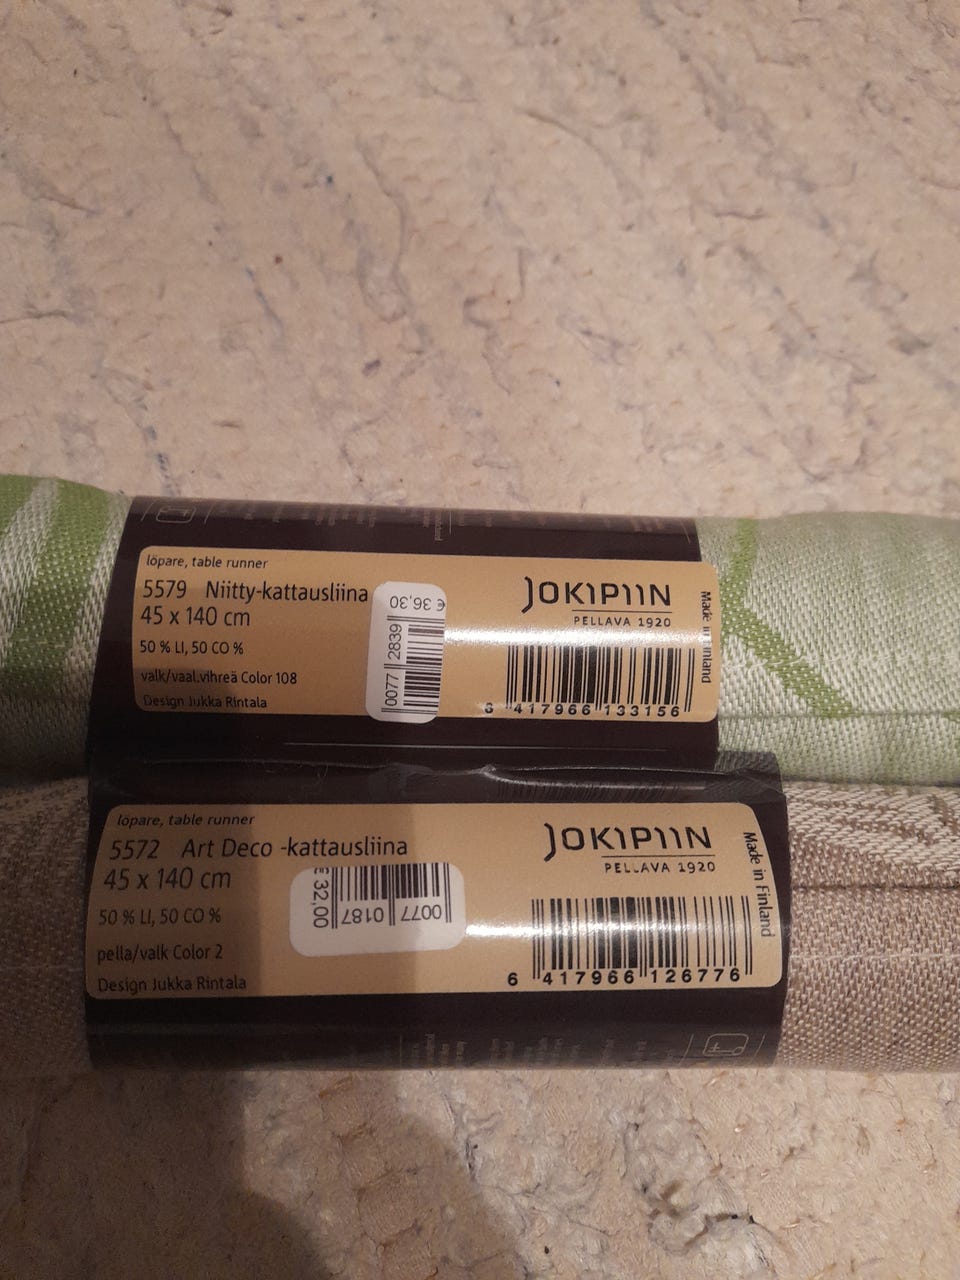 löpare, table runner
5579 Niitty-kattausliina
45 x 140 cm
50 % LI, 50 CO %
valk/vaal.vihreä Color 108
Design Jukka Rintala
€ 36,30
0077 2839
JOKIPIIN
PELLAVA 1920
6 417966 133156
Made in Finland
löpare, table runner
5572 Art Deco -kattausliina
45 x 140 cm
50 % LI, 50 CO %
pella/valk Color 2
Design Jukka Rintala
€ 32,00
0077 0187
JOKIPIIN
PELLAVA 1920
6 417966 126776
Made in Finland